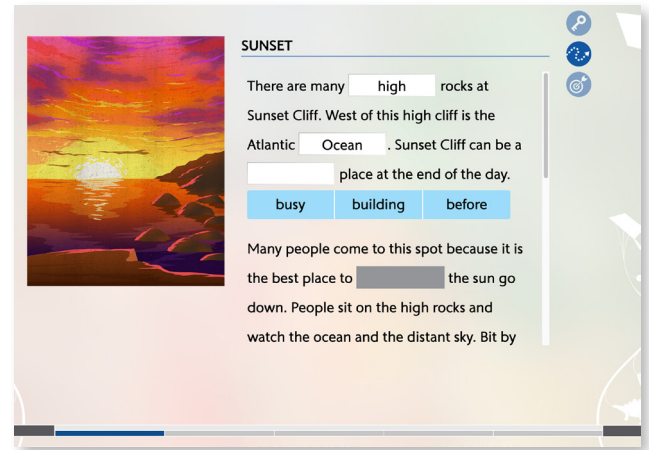 SUNSET
There are many high rocks at
Sunset Cliff. West of this high cliff is the
Atlantic Ocean . Sunset Cliff can be a
place at the end of the day.
busy building before
Many people come to this spot because it is
the best place to the sun go
down. People sit on the high rocks and
watch the ocean and the distant sky. Bit by